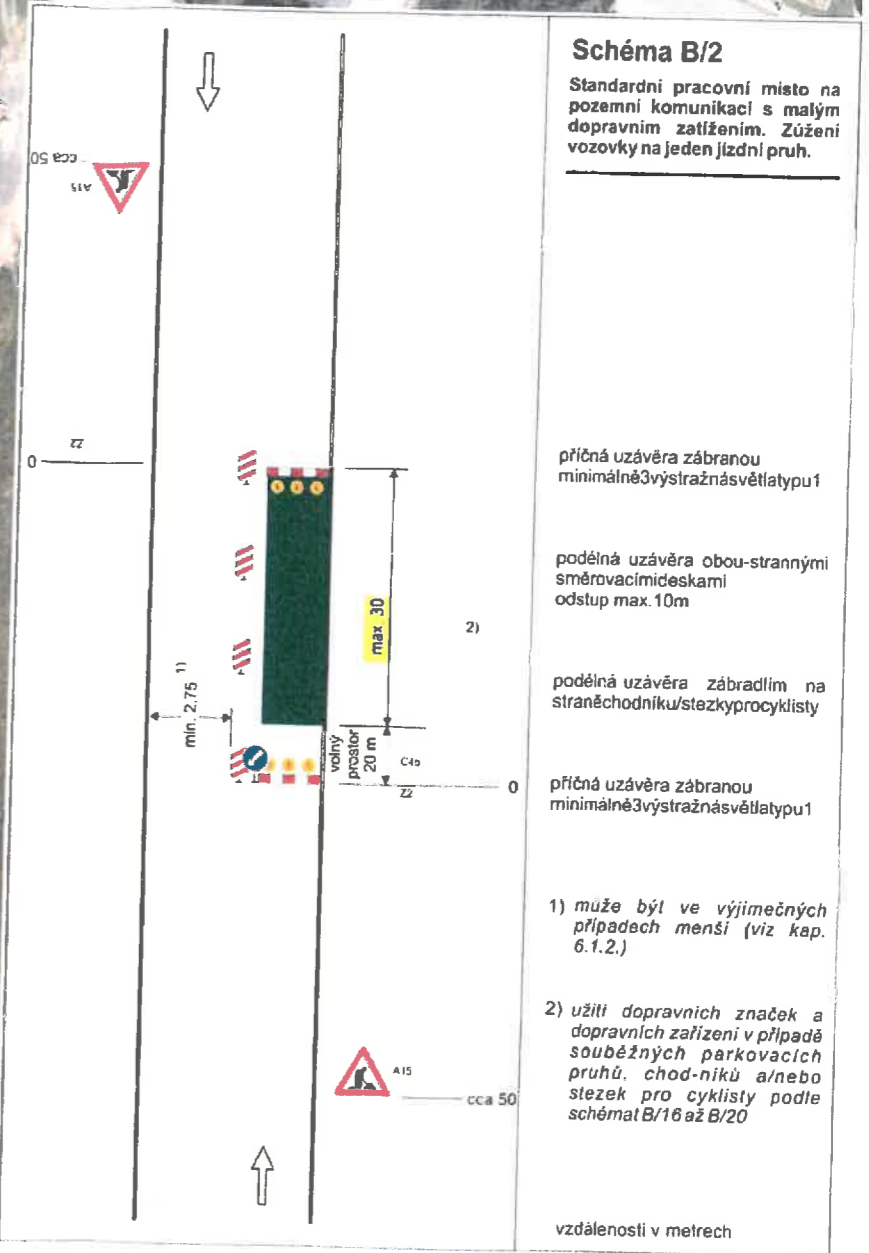 Schéma B/2
Standardní pracovní místo na
pozemní komunikaci s malým
dopravním zatížením. Zúžení
vozovky na jeden jízdní pruh.
cca 50
A15
Z2
0
příčná uzávěra zábranou
minimálně3výstražnásvětlatypu1
podélná uzávěra obou-strannými
směrovacímideskami
odstup max.10m
max. 30
2)
min. 2,75 1)
podélná uzávěra zábradlím na
straněchodníku/stezkyprocyklisty
volný
prostor
20 m
C4b
Z2
0
příčná uzávěra zábranou
minimálně3výstražnásvětlatypu1
1) může být ve výjimečných
případech menší (viz kap.
6.1.2.)
2) užití dopravních značek a
dopravních zařízení v případě
souběžných parkovacích
pruhů, chod-níků a/nebo
stezek pro cyklisty podle
schémat B/16 až B/20
A15
cca 50
vzdálenosti v metrech